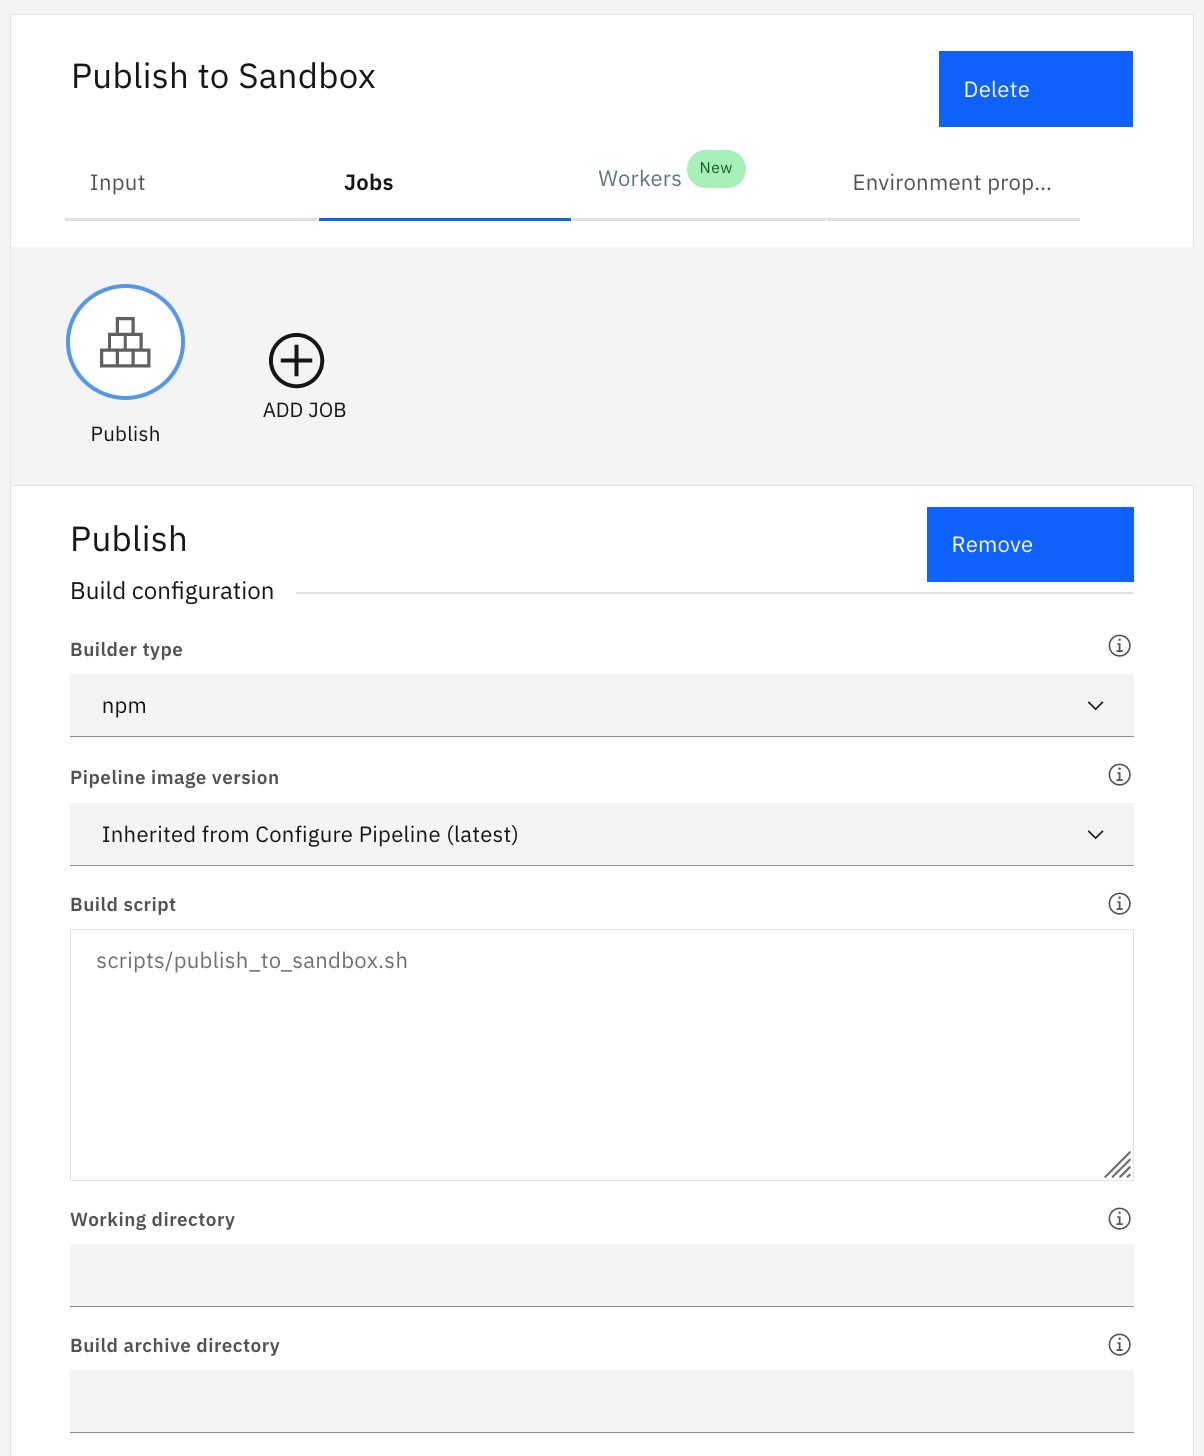 Publish to Sandbox
Delete
Input
Jobs
Workers New
Environment prop...
Publish
ADD JOB
Publish
Remove
Build configuration
Builder type
npm
Pipeline image version
Inherited from Configure Pipeline (latest)
Build script
scripts/publish_to_sandbox.sh
Working directory
Build archive directory